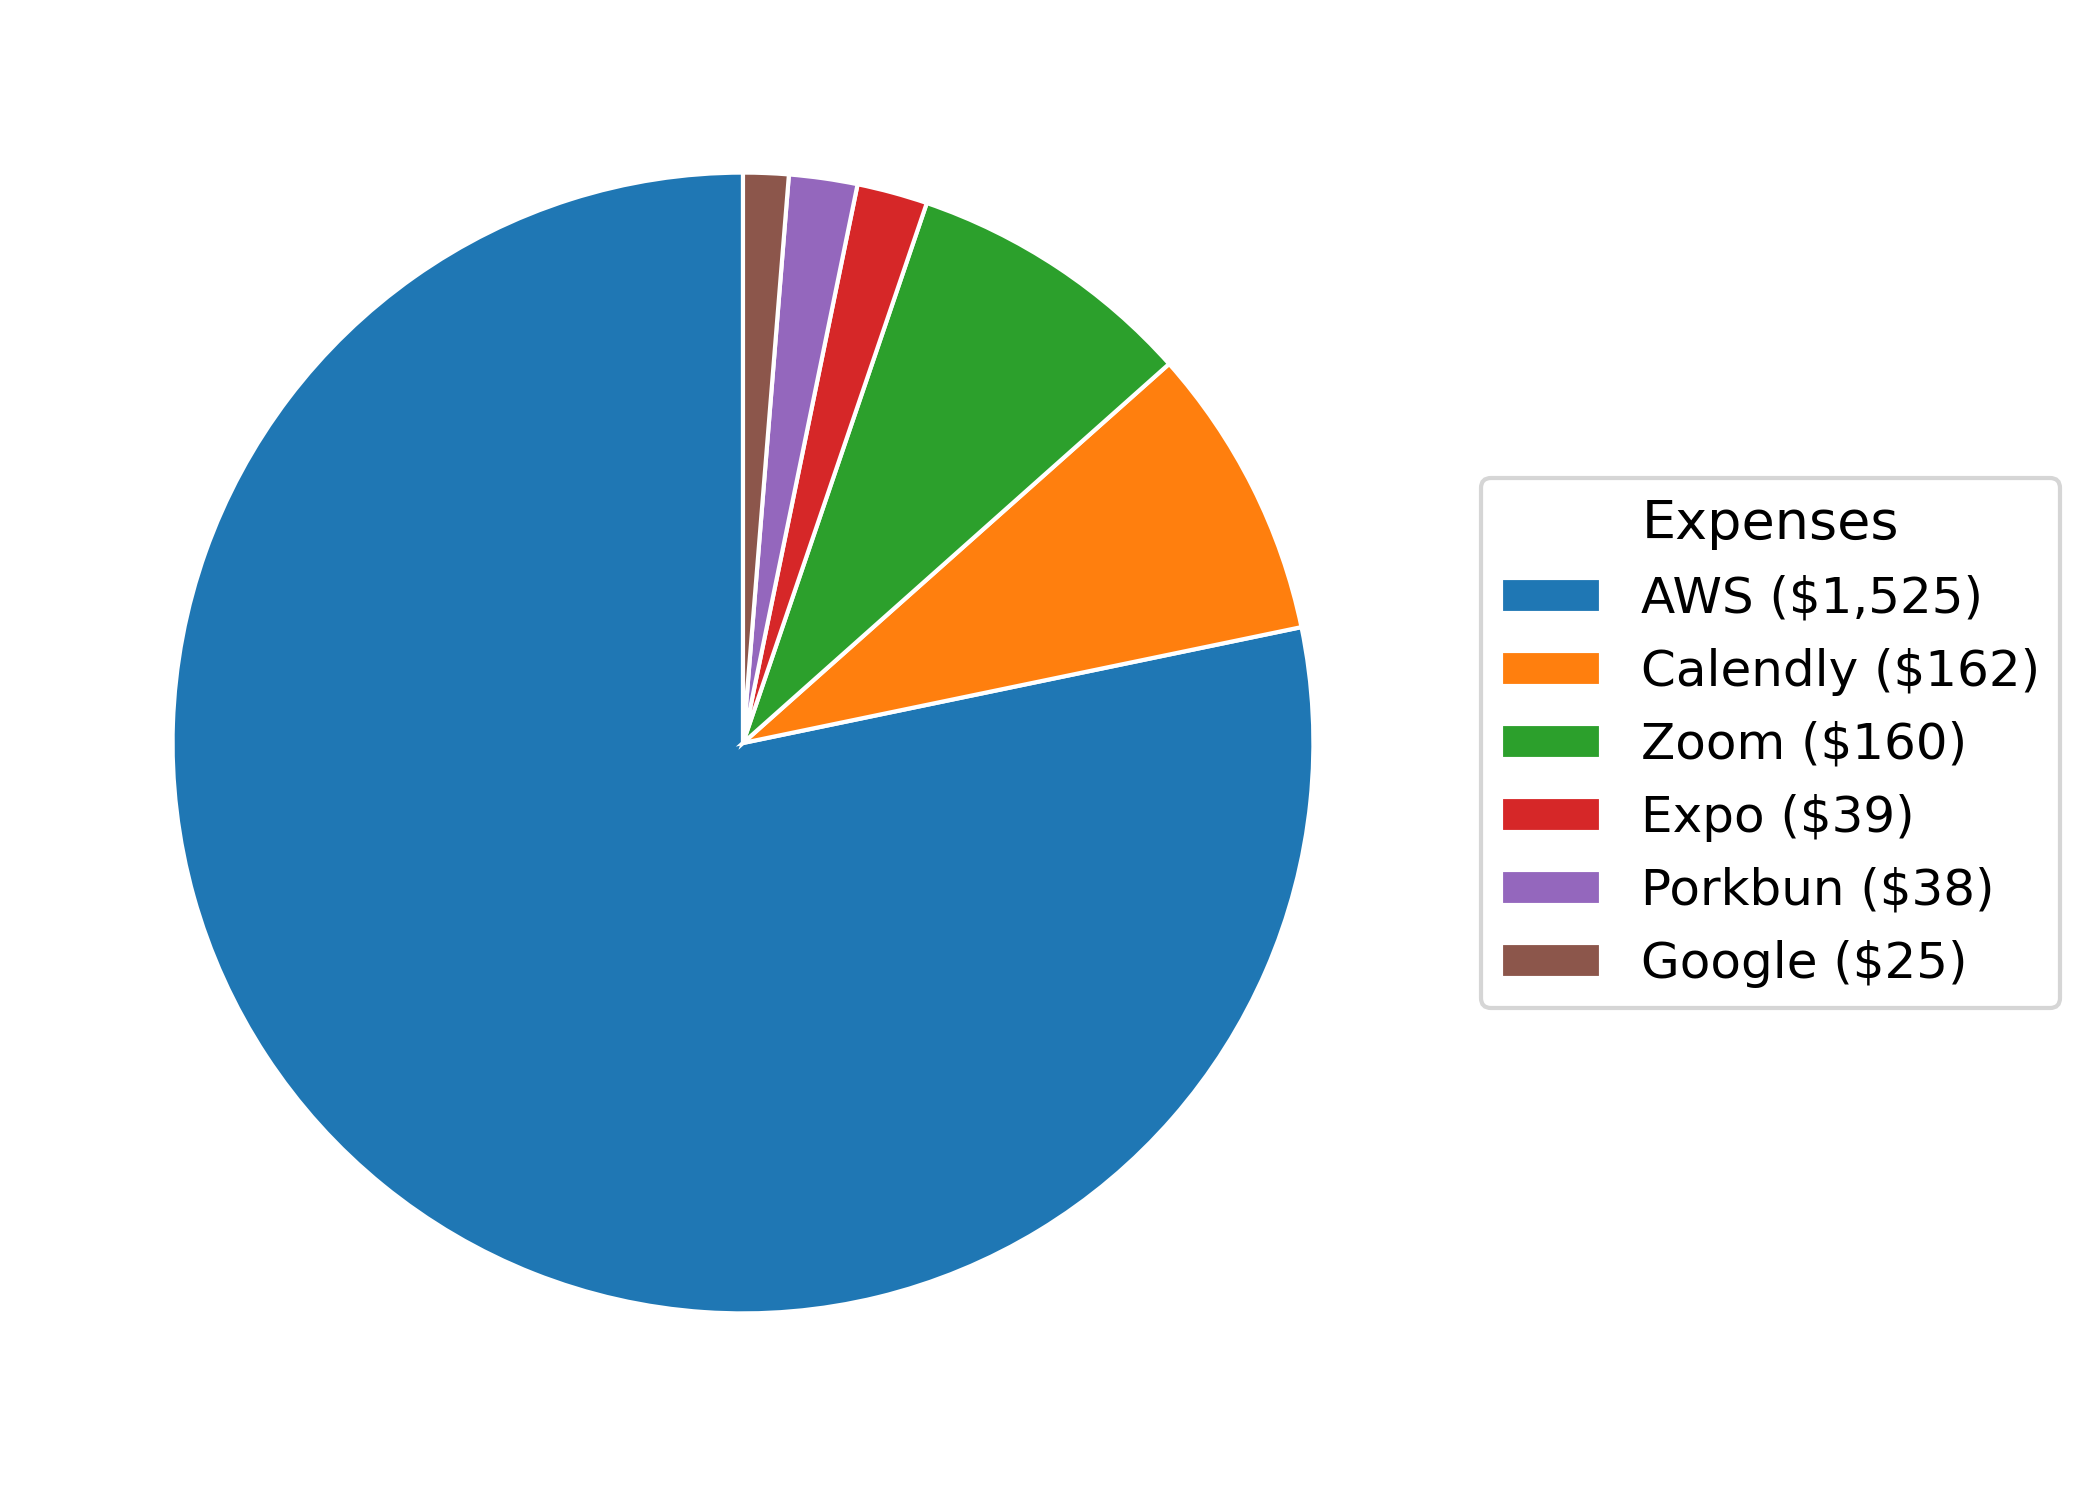 Expenses
AWS ($1,525)
Calendly ($162)
Zoom ($160)
Expo ($39)
Porkbun ($38)
Google ($25)